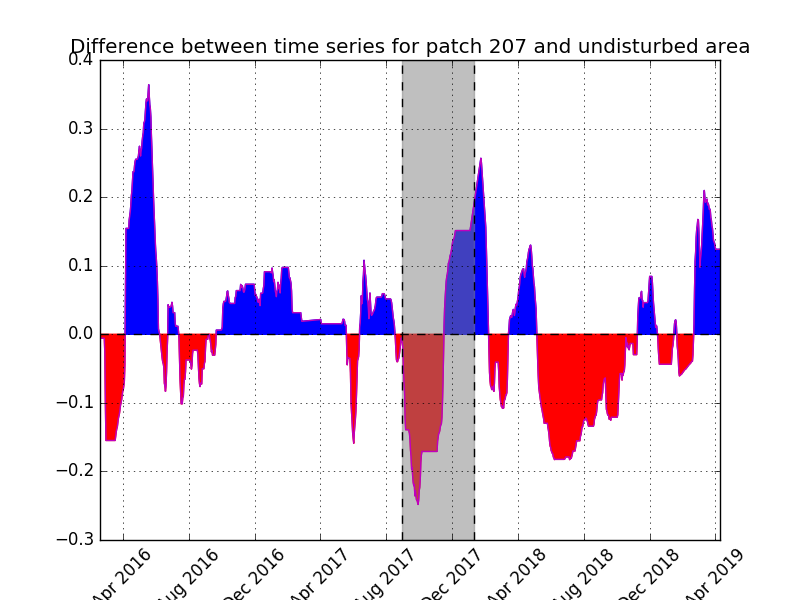 Difference between time series for patch 207 and undisturbed area
0.4
0.3
0.2
0.1
0.0
−0.1
−0.2
−0.3
Apr 2016
Aug 2016
Dec 2016
Apr 2017
Aug 2017
Dec 2017
Apr 2018
Aug 2018
Dec 2018
Apr 2019